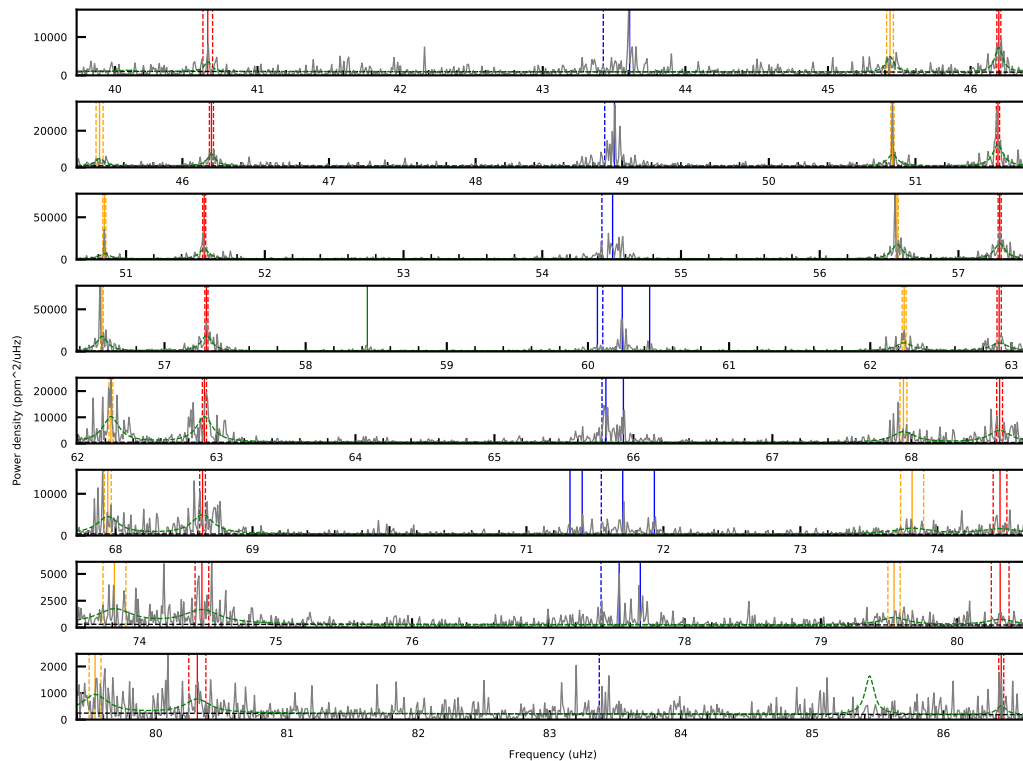 10000
0
40 41 42 43 44 45 46
20000
0
46 47 48 49 50 51
50000
0
51 52 53 54 55 56 57
50000
0
57 58 59 60 61 62 63
20000
10000
0
62 63 64 65 66 67 68
10000
0
68 69 70 71 72 73 74
5000
2500
0
74 75 76 77 78 79 80
2000
1000
0
80 81 82 83 84 85 86
Power density (ppm^2/uHz)
Frequency (uHz)